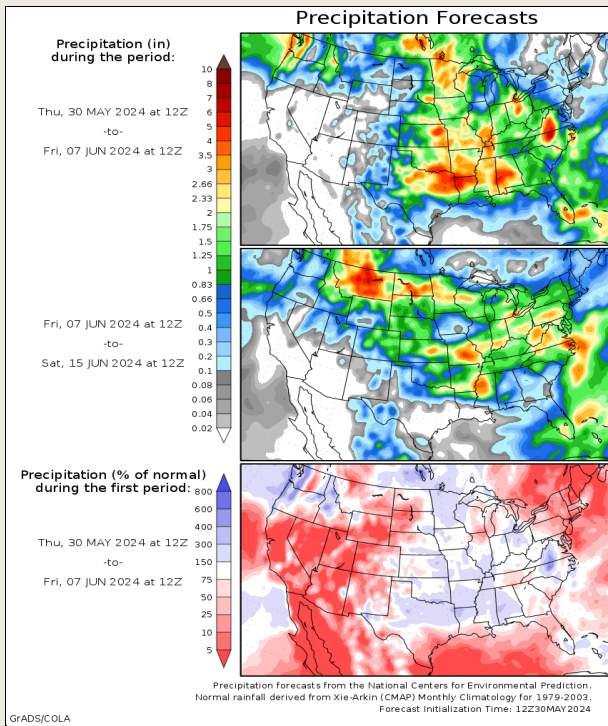 Precipitation Forecasts
Precipitation (in)
during the period:
Thu, 30 MAY 2024 at 12Z
-to-
Fri, 07 JUN 2024 at 12Z
10
8
7
6
5
4
3.5
3
2.66
2.33
2
1.75
1.5
1.25
1
0.83
0.66
0.5
0.4
0.3
0.2
0.1
0.08
0.06
0.04
0.02
Fri, 07 JUN 2024 at 12Z
-to-
Sat, 15 JUN 2024 at 12Z
Precipitation (% of normal)
during the first period:
Thu, 30 MAY 2024 at 12Z
-to-
Fri, 07 JUN 2024 at 12Z
800
600
400
300
150
75
50
25
10
5
Precipitation forecasts from the National Centers for Environmental Prediction.
Normal rainfall derived from Xie-Arkin (CMAP) Monthly Climatology for 1979-2003.
Forecast Initialization Time: 12Z30MAY2024
GrADS/COLA